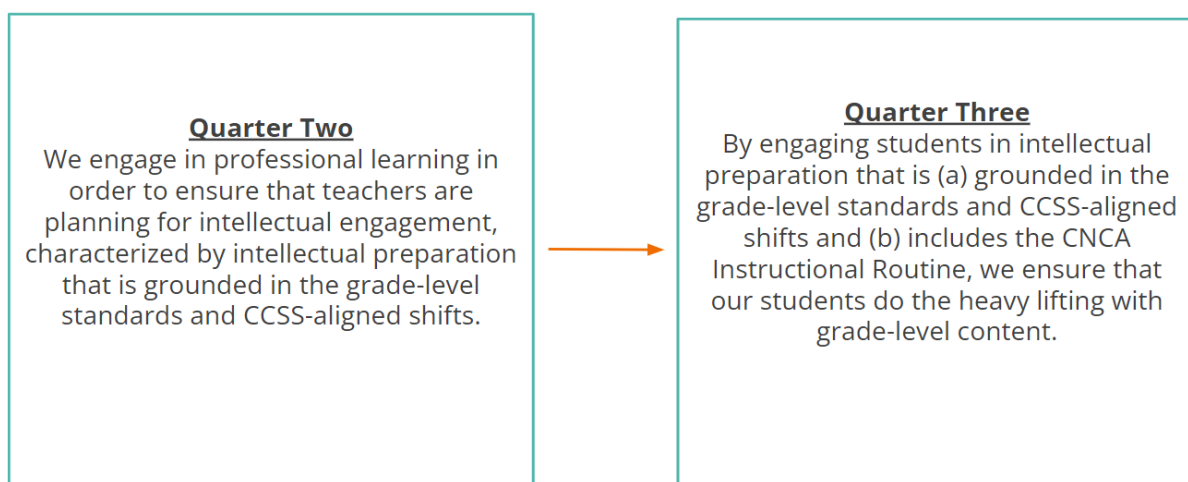 Quarter Two
We engage in professional learning in
order to ensure that teachers are
planning for intellectual engagement,
characterized by intellectual preparation
that is grounded in the grade-level
standards and CCSS-aligned shifts.
Quarter Three
By engaging students in intellectual
preparation that is (a) grounded in the
grade-level standards and CCSS-aligned
shifts and (b) includes the CNCA
Instructional Routine, we ensure that
our students do the heavy lifting with
grade-level content.